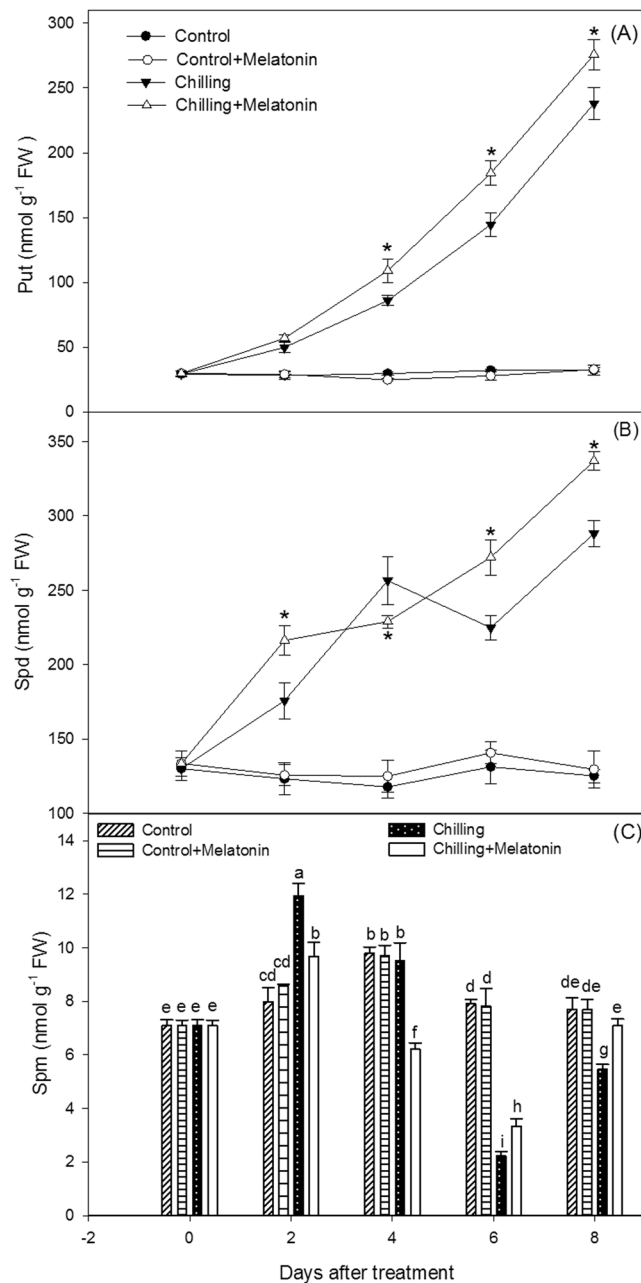 300
250
200
150
100
50
0
Put (nmol g⁻¹ FW )
(A)
Control
Control+Melatonin
Chilling
Chilling+Melatonin
*
*
*
350
300
250
200
150
100
Spd (nmol g⁻¹ FW)
(B)
*
*
*
*
14
12
10
8
6
4
2
0
Spm (nmol g⁻¹ FW)
(C)
Control
Control+Melatonin
Chilling
Chilling+Melatonin
e e e e
cd cd a b
b b b f
d d i h
de de g e
-2 0 2 4 6 8
Days after treatment